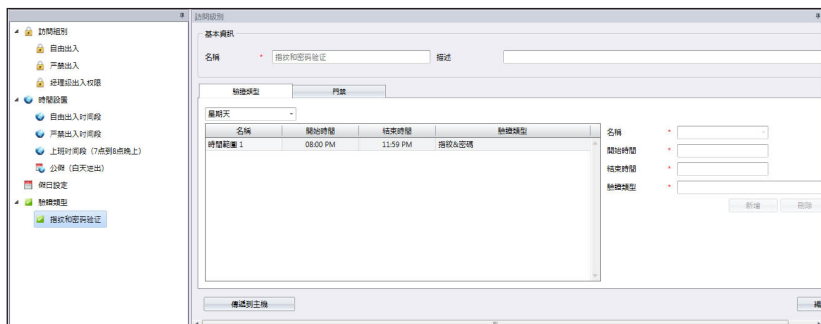 訪問組別
自由出入
严禁出入
经理组出入权限
時間設置
自由出入时间段
严禁出入时间段
上班时间段（7点到8点晚上）
公假（白天进出）
假日設定
驗證類型
指纹和密码验证
訪問級別
基本資訊
名稱 * 指纹和密码验证 描述
驗證類型 門禁
星期天
名稱 開始時間 結束時間 驗證類型
時間範圍 1 08:00 PM 11:59 PM 指紋&密碼
名稱 *
開始時間 *
結束時間 *
驗證類型 *
新增 刪除
傳遞到主機